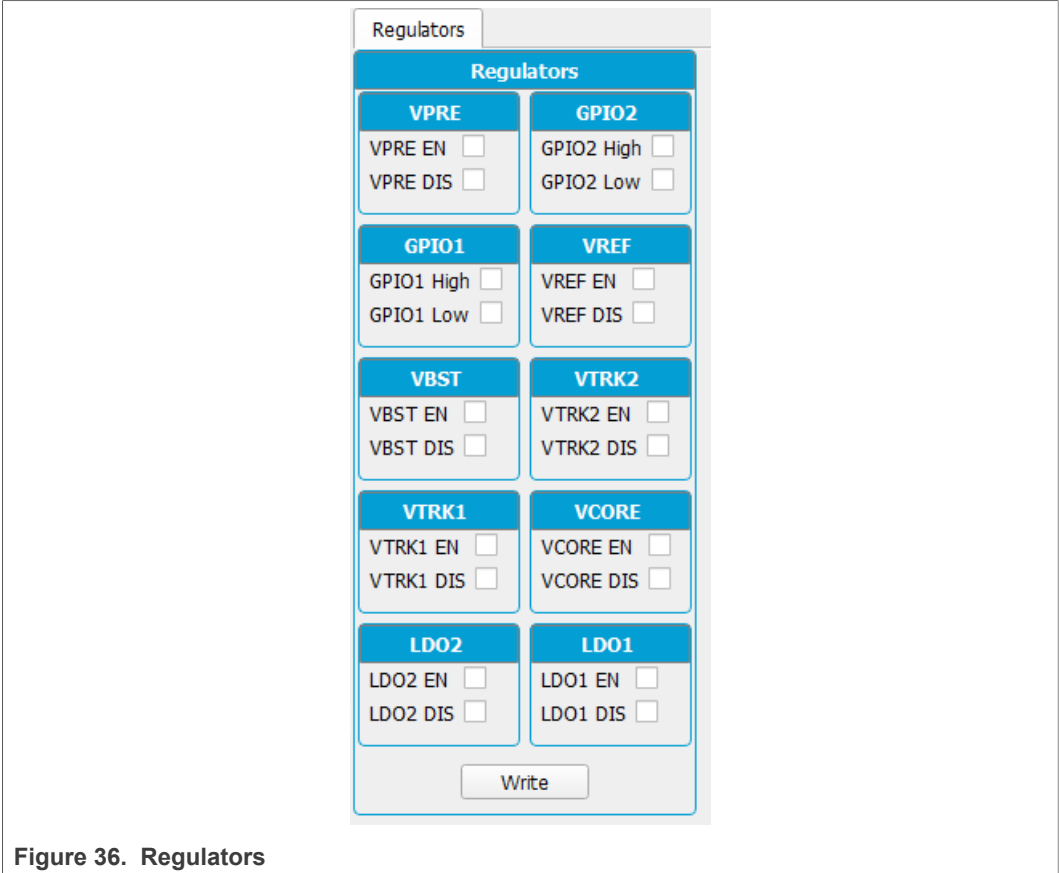 Regulators
Regulators
VPRE
VPRE EN
VPRE DIS
GPIO2
GPIO2 High
GPIO2 Low
GPIO1
GPIO1 High
GPIO1 Low
VREF
VREF EN
VREF DIS
VBST
VBST EN
VBST DIS
VTRK2
VTRK2 EN
VTRK2 DIS
VTRK1
VTRK1 EN
VTRK1 DIS
VCORE
VCORE EN
VCORE DIS
LDO2
LDO2 EN
LDO2 DIS
LDO1
LDO1 EN
LDO1 DIS
Write
Figure 36. Regulators